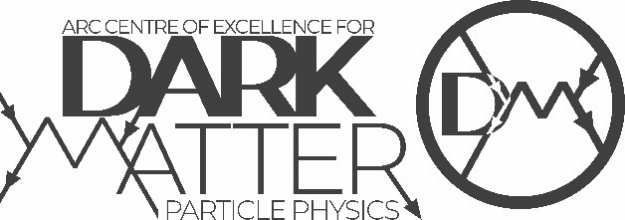 ARC CENTRE OF EXCELLENCE FOR
DARK
MATTER
PARTICLE PHYSICS
DM